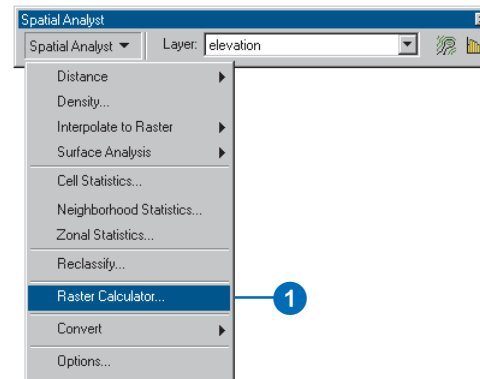 Spatial Analyst
Spatial Analyst Layer: elevation
Distance
Density...
Interpolate to Raster
Surface Analysis
Cell Statistics...
Neighborhood Statistics...
Zonal Statistics...
Reclassify...
Raster Calculator...
1
Convert
Options...